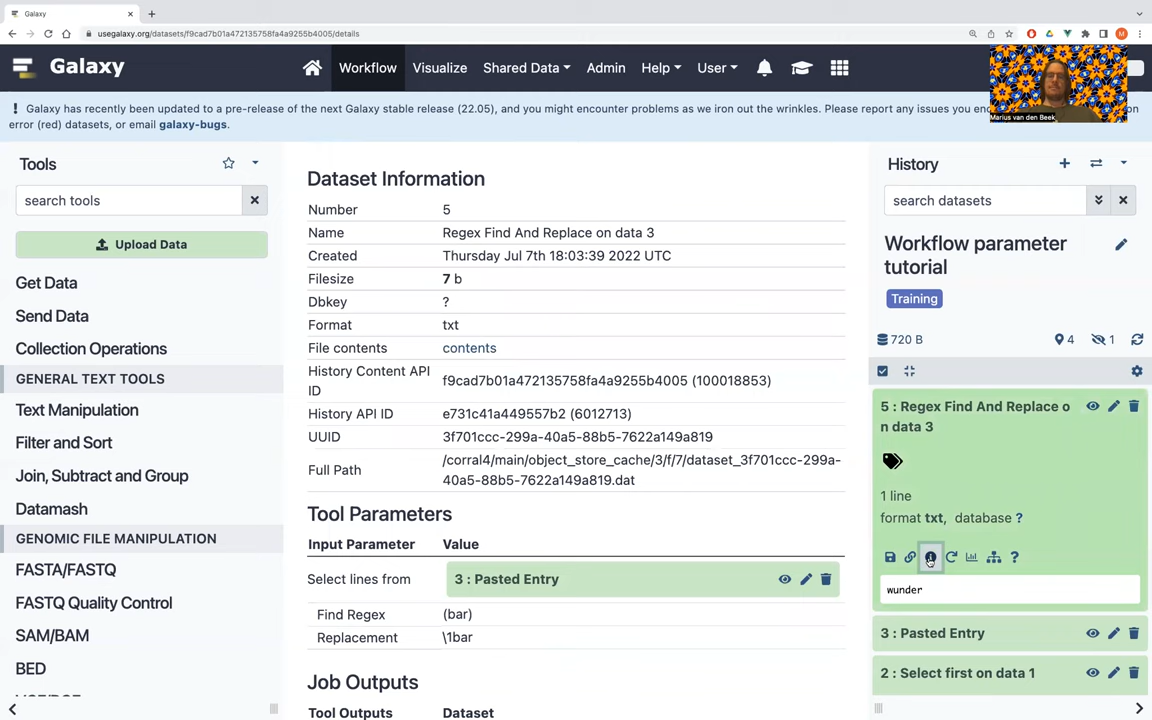 Galaxy
usegalaxy.org/datasets/f9cad7b01a472135758fa4a9255b4005/details
Galaxy
Workflow
Visualize
Shared Data
Admin
Help
User
Marius van den Beek
! Galaxy has recently been updated to a pre-release of the next Galaxy stable release (22.05), and you might encounter problems as we iron out the wrinkles. Please report any issues you en
error (red) datasets, or email galaxy-bugs.
Tools
search tools
Upload Data
Get Data
Send Data
Collection Operations
GENERAL TEXT TOOLS
Text Manipulation
Filter and Sort
Join, Subtract and Group
Datamash
GENOMIC FILE MANIPULATION
FASTA/FASTQ
FASTQ Quality Control
SAM/BAM
BED
Dataset Information
Number 5
Name Regex Find And Replace on data 3
Created Thursday Jul 7th 18:03:39 2022 UTC
Filesize 7 b
Dbkey ?
Format txt
File contents contents
History Content API
ID
f9cad7b01a472135758fa4a9255b4005 (100018853)
History API ID e731c41a449557b2 (6012713)
UUID 3f701ccc-299a-40a5-88b5-7622a149a819
Full Path
/corral4/main/object_store_cache/3/f/7/dataset_3f701ccc-299a-
40a5-88b5-7622a149a819.dat
Tool Parameters
Input Parameter Value
Select lines from 3 : Pasted Entry
Find Regex (bar)
Replacement \1bar
Job Outputs
Tool Outputs Dataset
History
search datasets
Workflow parameter
tutorial
Training
720 B
4
1
5 : Regex Find And Replace o
n data 3
1 line
format txt, database ?
wunder
3 : Pasted Entry
2 : Select first on data 1